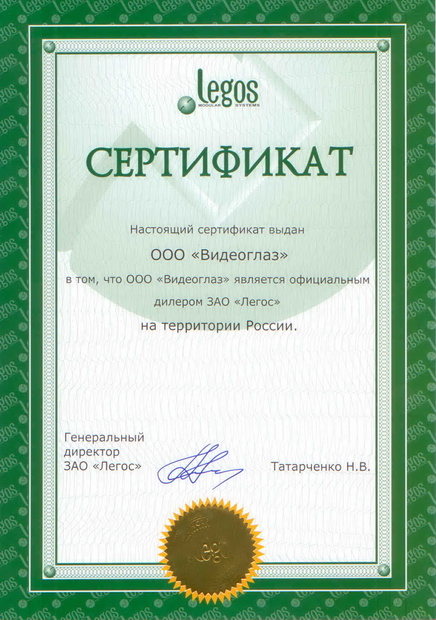 Legos
MODULAR SYSTEMS
СЕРТИФИКАТ
Настоящий сертификат выдан
ООО «Видеоглаз»
в том, что ООО «Видеоглаз» является официальным
дилером ЗАО «Легос»
на территории России.
Генеральный
директор
ЗАО «Легос»
Татарченко Н.В.
Legos